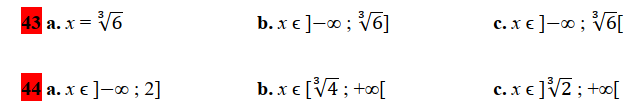 43 a. x = ∛6 b. x ϵ ]−∞ ; ∛6] c. x ϵ ]−∞ ; ∛6[
44 a. x ϵ ]−∞ ; 2] b. x ϵ [∛4 ; +∞[ c. x ϵ ]∛2 ; +∞[